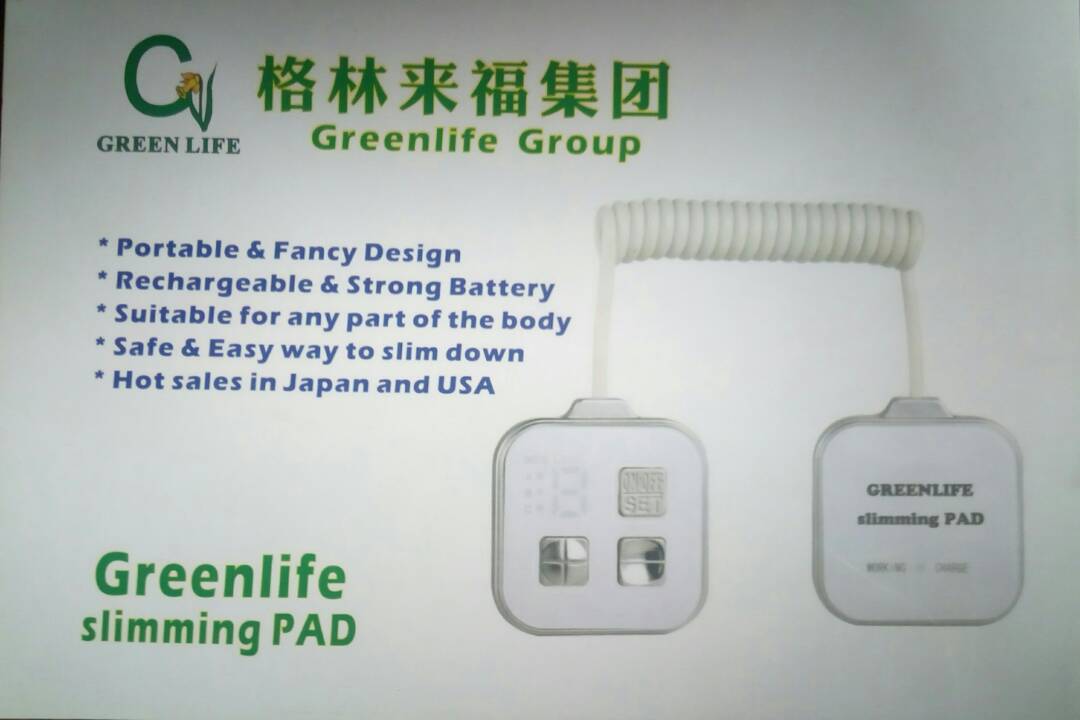 GREEN LIFE
格林来福集团
Greenlife Group
* Portable & Fancy Design
* Rechargeable & Strong Battery
* Suitable for any part of the body
* Safe & Easy way to slim down
* Hot sales in Japan and USA
ON/OFF
SET
GREENLIFE
slimming PAD
WORKING CHARGE
Greenlife
slimming PAD